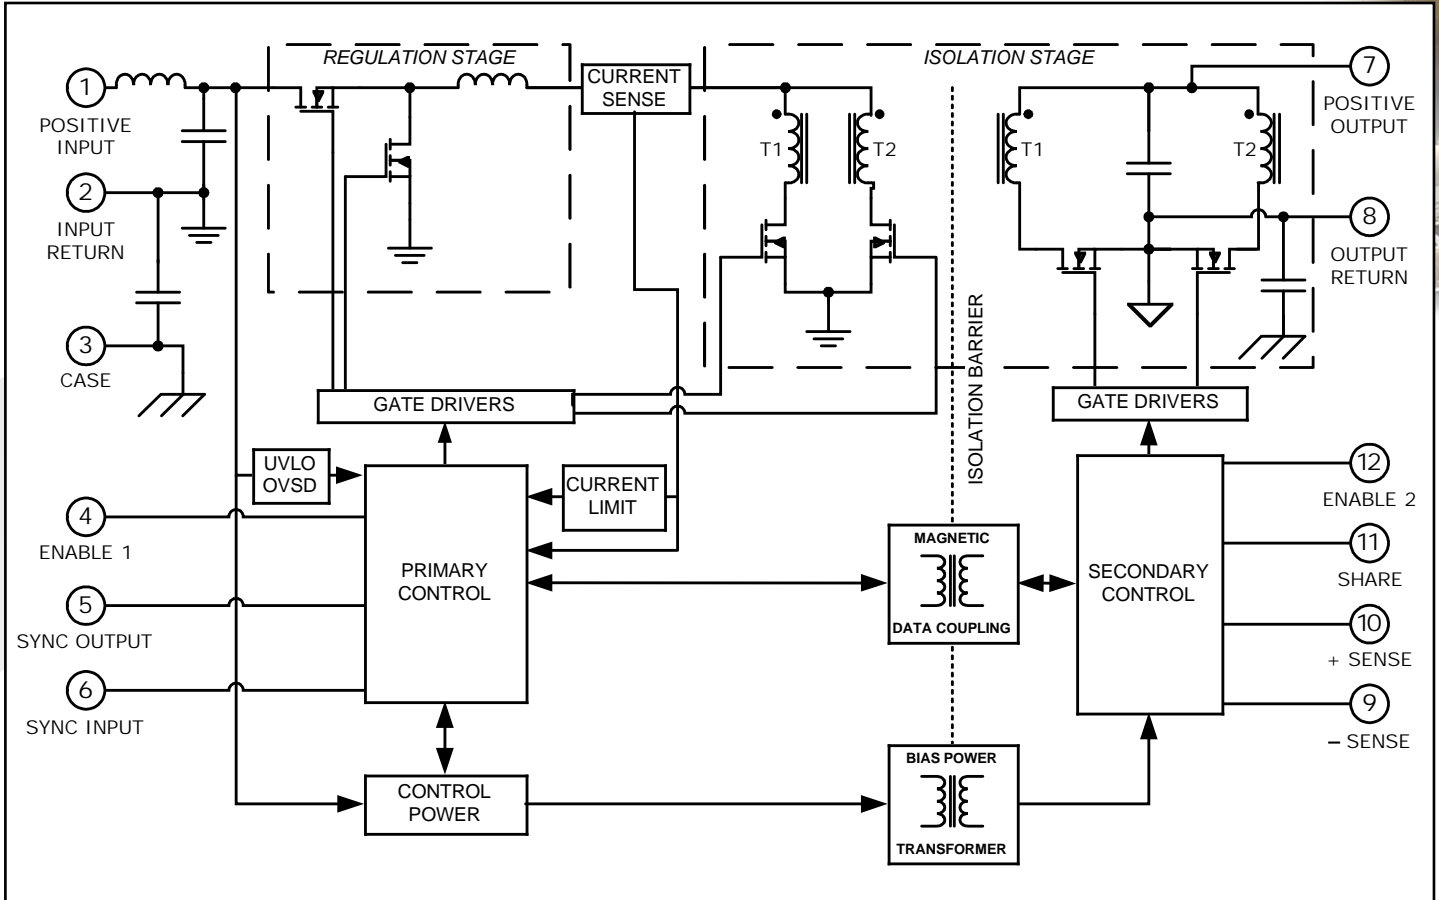 REGULATION STAGE
ISOLATION STAGE
1
POSITIVE
INPUT
CURRENT
SENSE
7
POSITIVE
OUTPUT
T1
T2
T1
T2
2
INPUT
RETURN
8
OUTPUT
RETURN
3
CASE
ISOLATION BARRIER
GATE DRIVERS
GATE DRIVERS
UVLO
OVSD
CURRENT
LIMIT
4
ENABLE 1
12
ENABLE 2
PRIMARY
CONTROL
MAGNETIC
DATA COUPLING
SECONDARY
CONTROL
11
SHARE
5
SYNC OUTPUT
10
+ SENSE
6
SYNC INPUT
9
– SENSE
CONTROL
POWER
BIAS POWER
TRANSFORMER